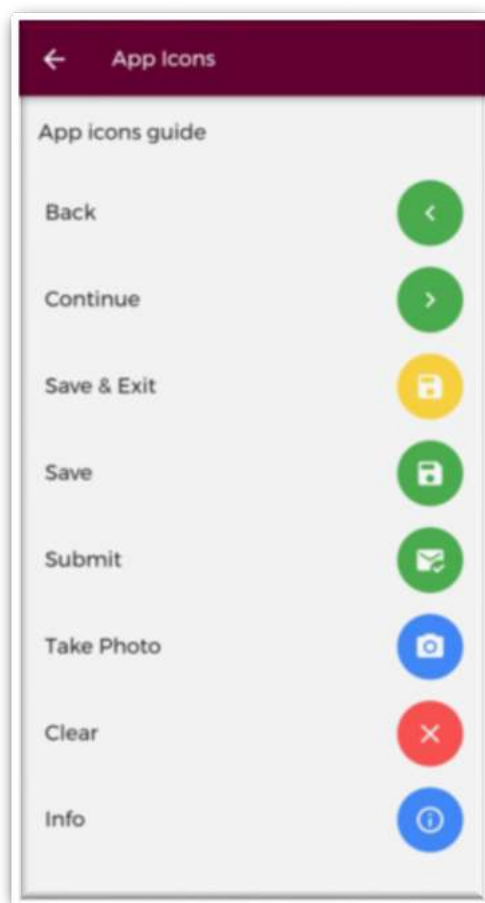 App Icons
App icons guide
Back
Continue
Save & Exit
Save
Submit
Take Photo
Clear
Info